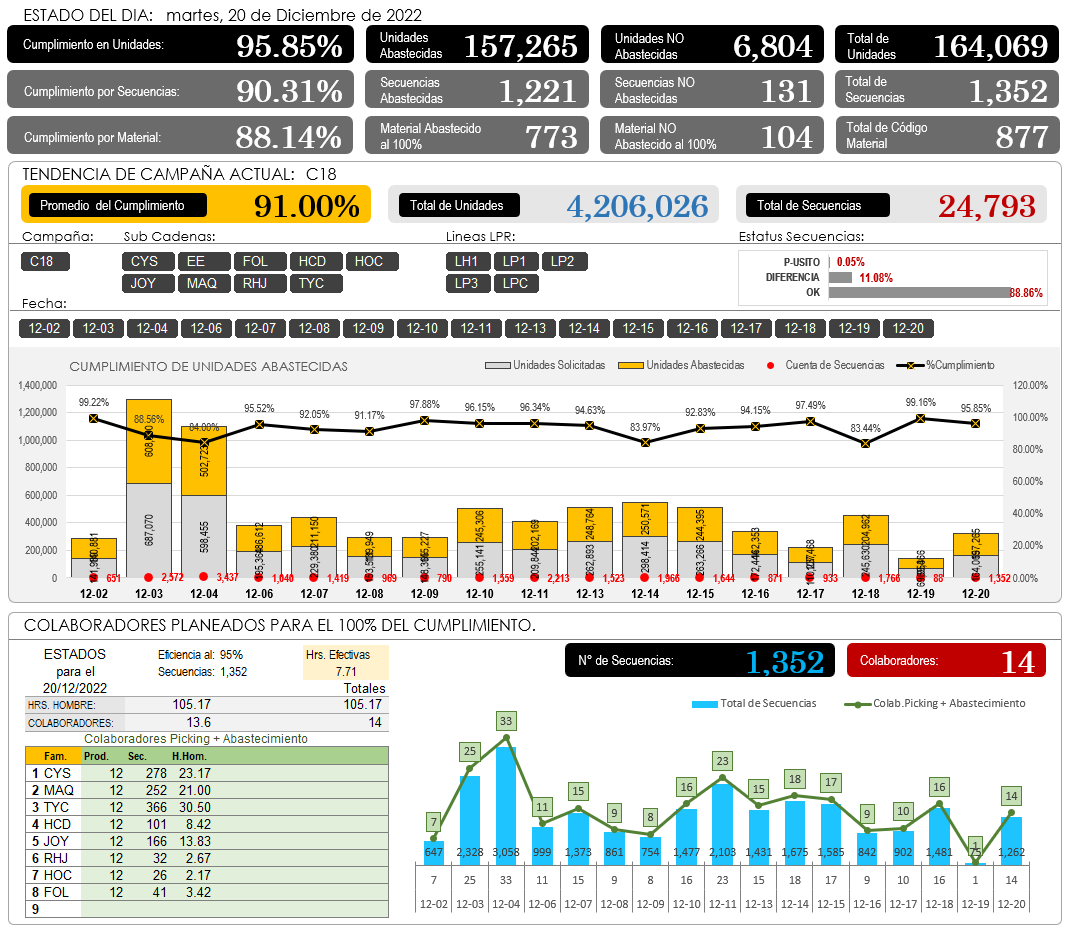 ESTADO DEL DIA: martes, 20 de Diciembre de 2022
Cumplimiento en Unidades: 95.85%
Unidades Abastecidas 157,265
Unidades NO Abastecidas 6,804
Total de Unidades 164,069
Cumplimiento por Secuencias: 90.31%
Secuencias Abastecidas 1,221
Secuencias NO Abastecidas 131
Total de Secuencias 1,352
Cumplimiento por Material: 88.14%
Material Abastecido al 100% 773
Material NO Abastecido al 100% 104
Total de Código Material 877
TENDENCIA DE CAMPAÑA ACTUAL: C18
Promedio del Cumplimiento 91.00%
Total de Unidades 4,206,026
Total de Secuencias 24,793
Campaña: Sub Cadenas: Lineas LPR: Estatus Secuencias:
C18 CYS EE FOL HCD HOC LH1 LP1 LP2
JOY MAQ RHJ TYC LP3 LPC
P-USITO 0.05%
DIFERENCIA 11.08%
OK 88.86%
Fecha:
12-02 12-03 12-04 12-06 12-07 12-08 12-09 12-10 12-11 12-13 12-14 12-15 12-16 12-17 12-18 12-19 12-20
CUMPLIMIENTO DE UNIDADES ABASTECIDAS
Unidades Solicitadas Unidades Abastecidas Cuenta de Secuencias %Cumplimiento
1,400,000
1,200,000
1,000,000
800,000
600,000
400,000
200,000
0
120.00%
100.00%
80.00%
60.00%
40.00%
20.00%
0.00%
99.22% 88.56% 84.00% 95.52% 92.05% 91.17% 97.88% 96.15% 96.34% 94.63% 83.97% 92.83% 94.15% 97.49% 83.44% 99.16% 95.85%
502,723 211,150 245,306 202,169 248,764 250,571 244,395 204,962
687,070 598,455 229,380 255,141 262,893 298,414 263,266 245,630
651 2,572 3,437 1,040 1,419 969 790 1,559 2,213 1,523 1,966 1,644 871 933 1,766 88 1,352
12-02 12-03 12-04 12-06 12-07 12-08 12-09 12-10 12-11 12-13 12-14 12-15 12-16 12-17 12-18 12-19 12-20
COLABORADORES PLANEADOS PARA EL 100% DEL CUMPLIMIENTO.
ESTADOS para el 20/12/2022
Eficiencia al: 95%
Secuencias: 1,352
Hrs. Efectivas
7.71
Totales
HRS. HOMBRE: 105.17 105.17
COLABORADORES: 13.6 14
Colaboradores Picking + Abastecimiento
Fam. Prod. Sec. H.Hom.
1 CYS 12 278 23.17
2 MAQ 12 252 21.00
3 TYC 12 366 30.50
4 HCD 12 101 8.42
5 JOY 12 166 13.83
6 RHJ 12 32 2.67
7 HOC 12 26 2.17
8 FOL 12 41 3.42
9
N° de Secuencias: 1,352
Colaboradores: 14
Total de Secuencias Colab.Picking + Abastecimiento
7 25 33 11 15 9 8 16 23 15 18 17 9 10 16 1 14
647 2,328 3,058 999 1,373 861 754 1,477 2,103 1,431 1,675 1,585 842 902 1,481 75 1,262
7 25 33 11 15 9 8 16 23 15 18 17 9 10 16 1 14
12-02 12-03 12-04 12-06 12-07 12-08 12-09 12-10 12-11 12-13 12-14 12-15 12-16 12-17 12-18 12-19 12-20